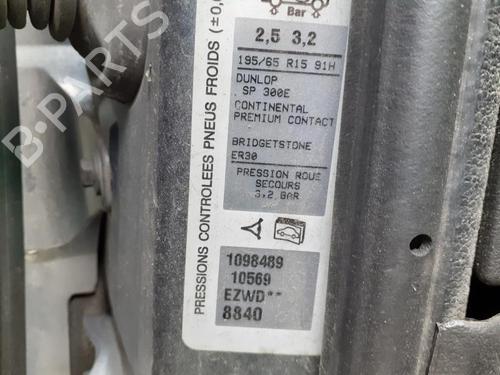 Bar
2,5 3,2
195/65 R15 91H
DUNLOP
SP 300E
CONTINENTAL
PREMIUM CONTACT
BRIDGETSTONE
ER30
PRESSION ROUE
SECOURS
3,2 BAR
PRESSIONS CONTROLEES PNEUS FROIDS (±0,
1098489
10569
EZWD**
8840
B-PARTS